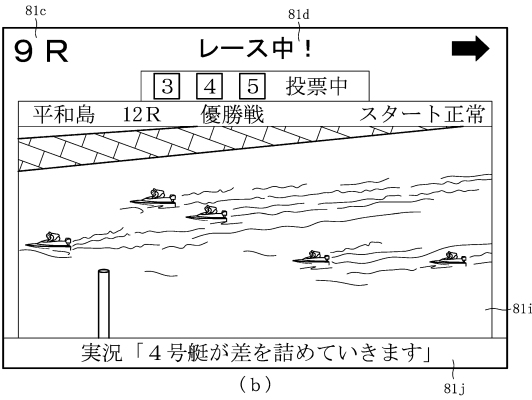 81c
81d
９Ｒ レース中！
3 4 5 投票中
平和島 12R 優勝戦 スタート正常
81i
実況「４号艇が差を詰めていきます」
(b)
81j